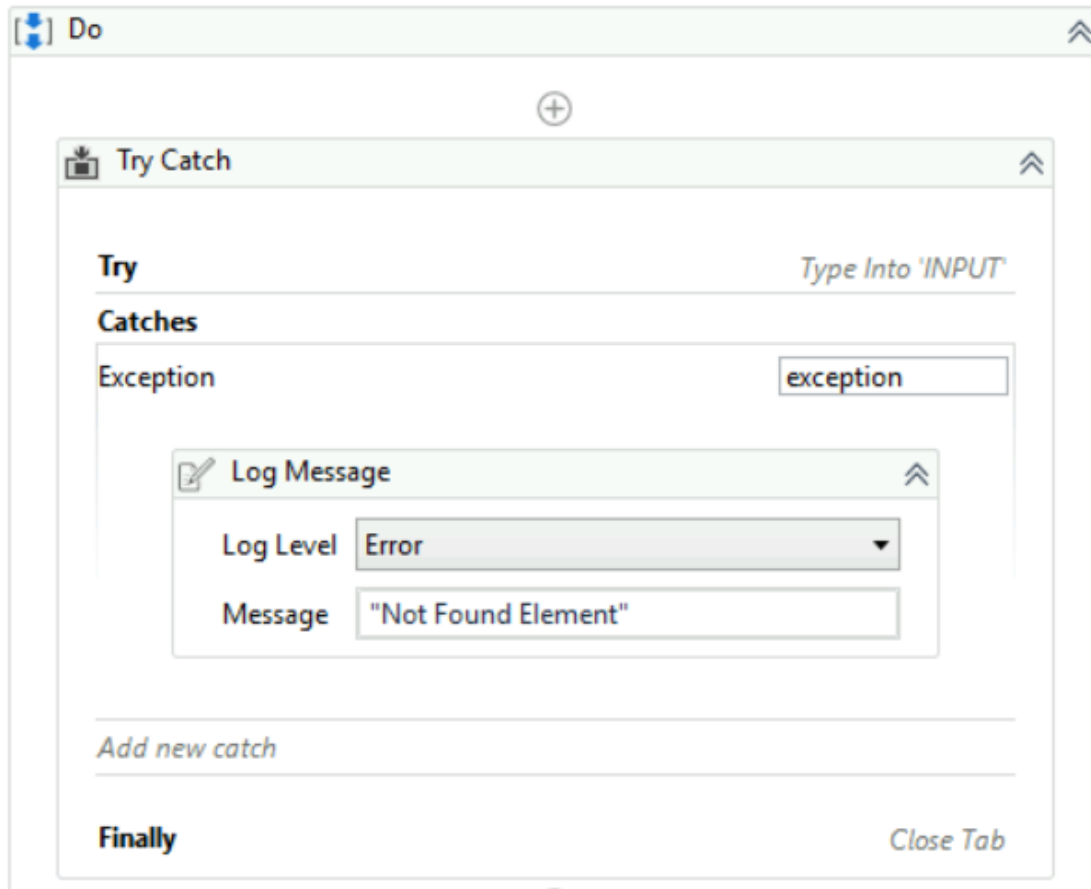 Do
Try Catch
Try Type Into 'INPUT'
Catches
Exception exception
Log Message
Log Level Error
Message "Not Found Element"
Add new catch
Finally Close Tab